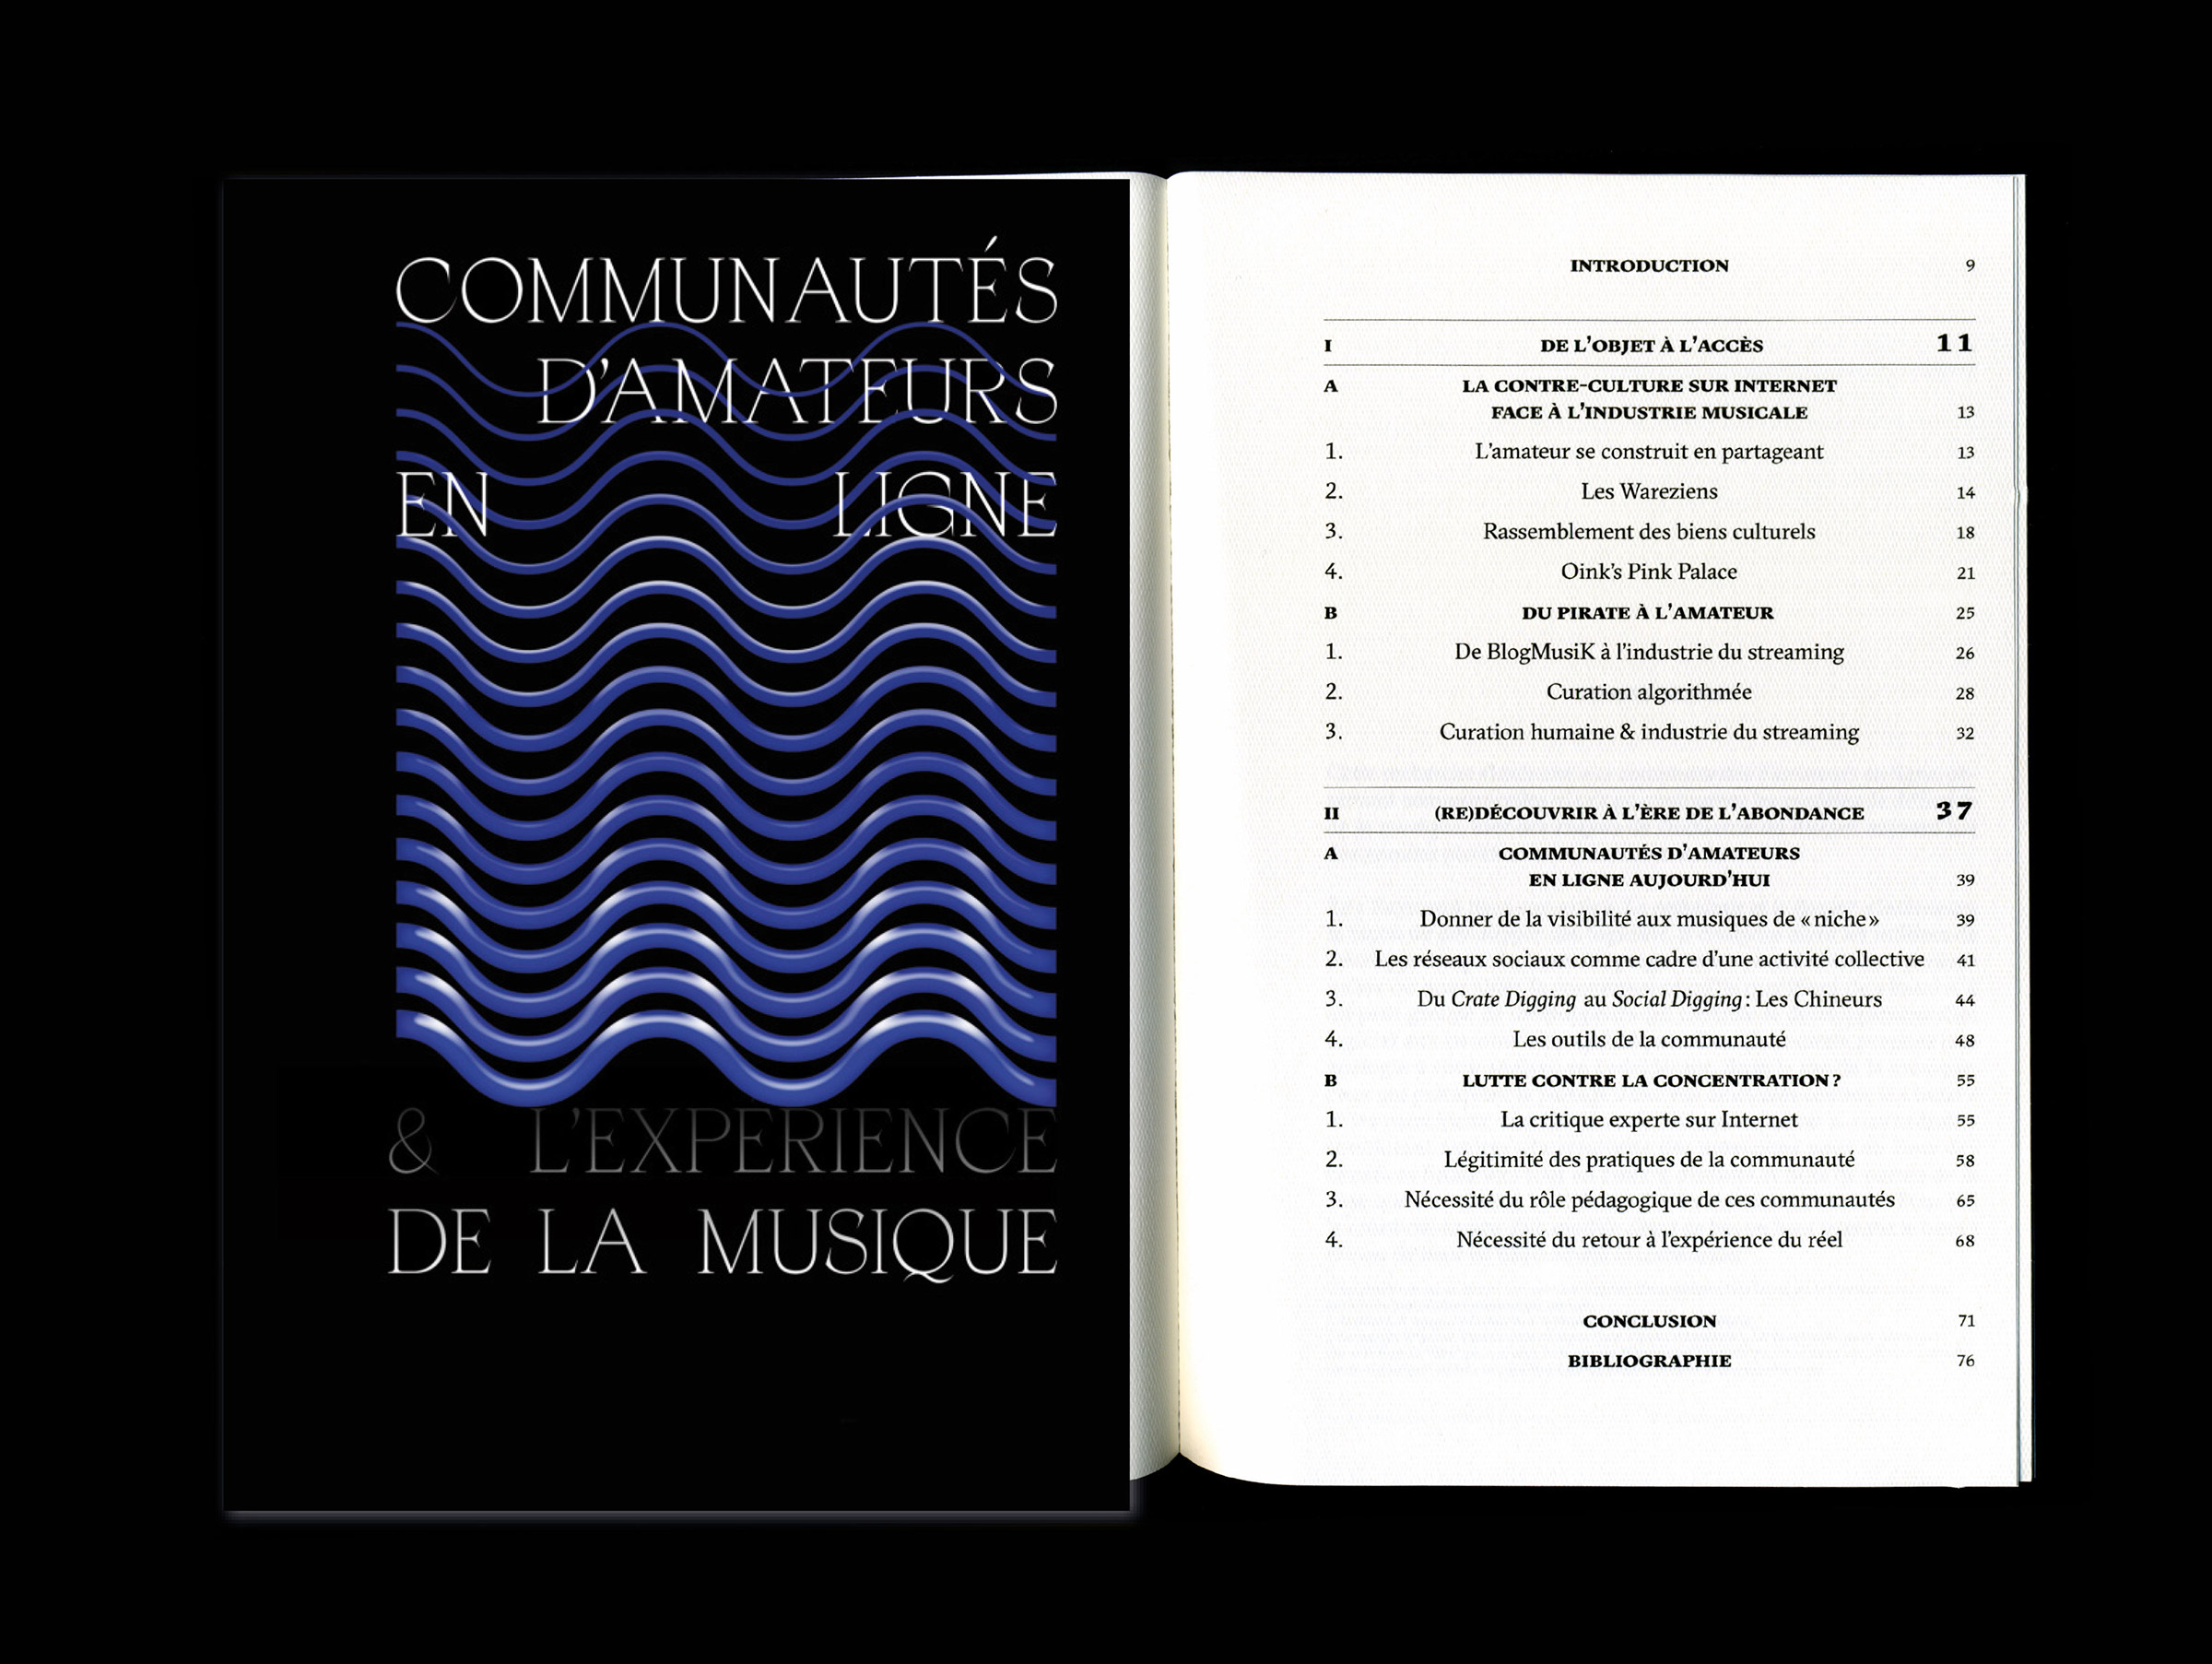 COMMUNAUTÉS
D'AMATEURS
EN LIGNE
& L'EXPERIENCE
DE LA MUSIQUE
INTRODUCTION 9
I DE L'OBJET À L'ACCÈS 11
A LA CONTRE-CULTURE SUR INTERNET
FACE À L'INDUSTRIE MUSICALE 13
1. L'amateur se construit en partageant 13
2. Les Wareziens 14
3. Rassemblement des biens culturels 18
4. Oink's Pink Palace 21
B DU PIRATE À L'AMATEUR 25
1. De BlogMusiK à l'industrie du streaming 26
2. Curation algorithmée 28
3. Curation humaine & industrie du streaming 32
II (RE)DÉCOUVRIR À L'ÈRE DE L'ABONDANCE 37
A COMMUNAUTÉS D'AMATEURS
EN LIGNE AUJOURD'HUI 39
1. Donner de la visibilité aux musiques de « niche » 39
2. Les réseaux sociaux comme cadre d'une activité collective 41
3. Du Crate Digging au Social Digging : Les Chineurs 44
4. Les outils de la communauté 48
B LUTTE CONTRE LA CONCENTRATION ? 55
1. La critique experte sur Internet 55
2. Légitimité des pratiques de la communauté 58
3. Nécessité du rôle pédagogique de ces communautés 65
4. Nécessité du retour à l'expérience du réel 68
CONCLUSION 71
BIBLIOGRAPHIE 76